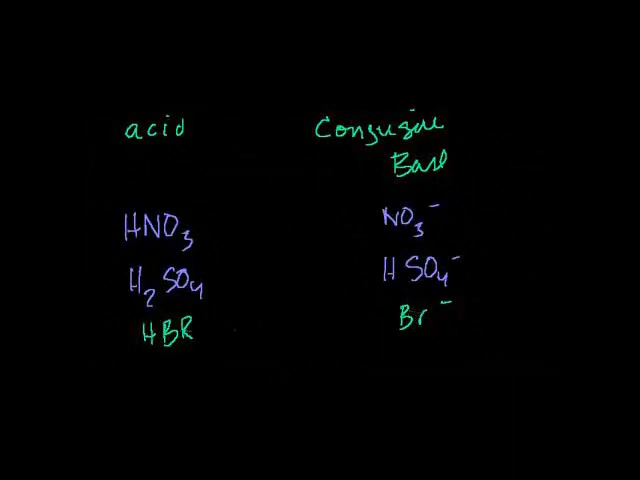 acid Conjugate
Base
HNO₃ NO₃⁻
H₂SO₄ HSO₄⁻
HBR Br⁻